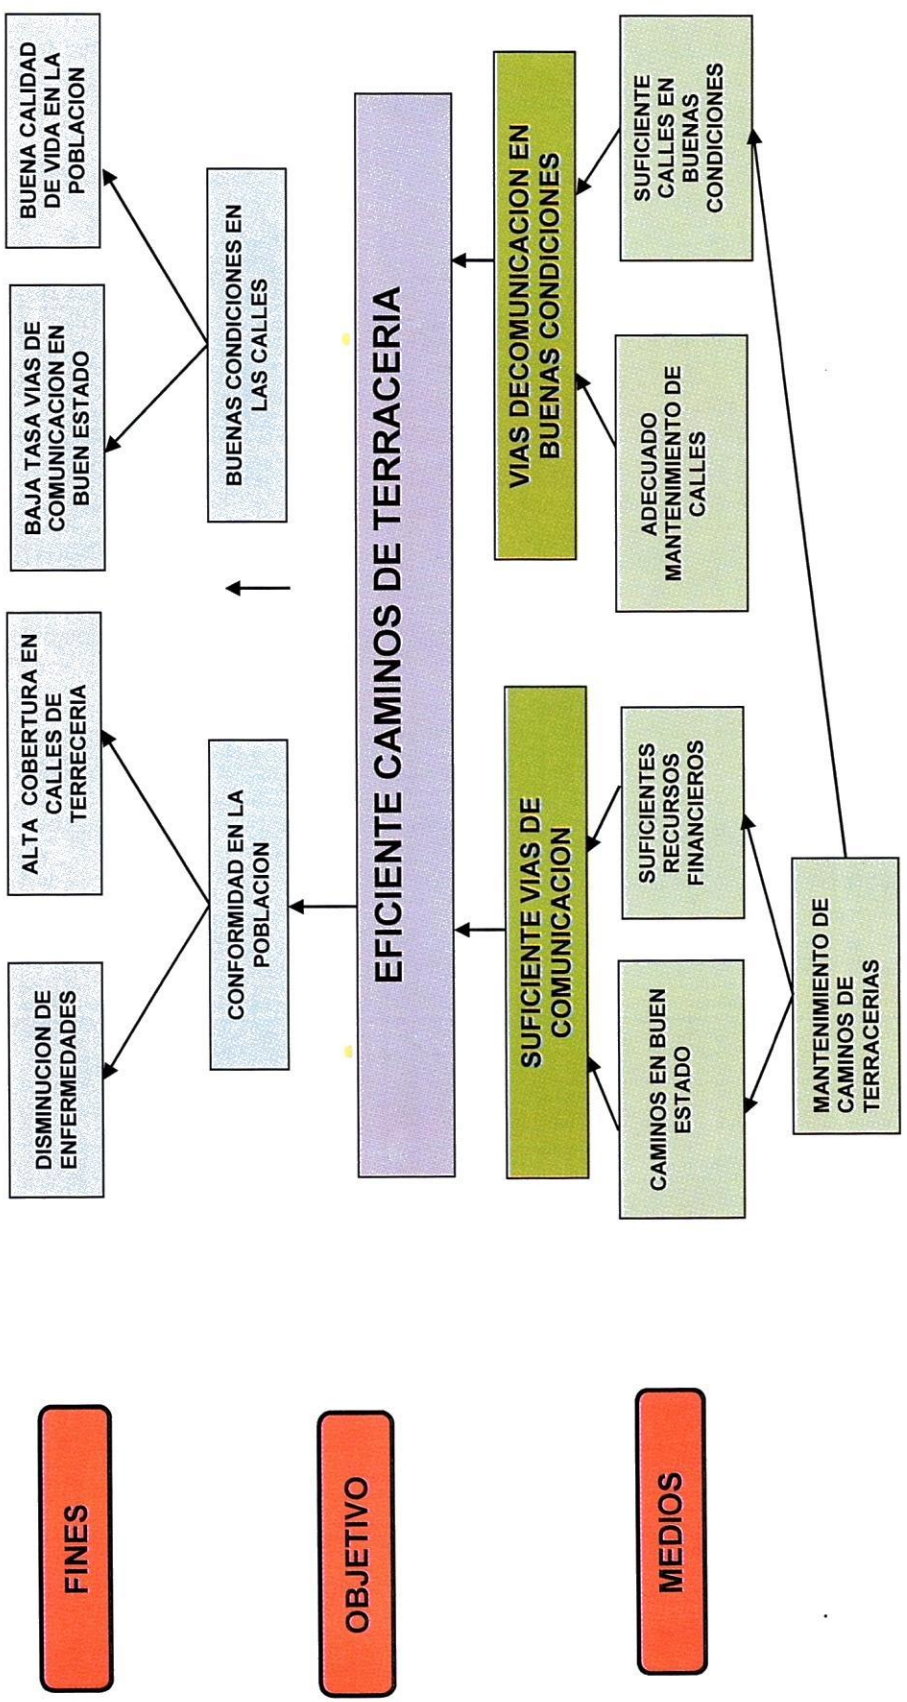 FINES
DISMINUCION DE
ENFERMEDADES
ALTA COBERTURA EN
CALLES DE
TERRECERIA
BAJA TASA VIAS DE
COMUNICACION EN
BUEN ESTADO
BUENA CALIDAD
DE VIDA EN LA
POBLACION
CONFORMIDAD EN LA
POBLACION
BUENAS CONDICIONES EN
LAS CALLES
OBJETIVO
EFICIENTE CAMINOS DE TERRACERIA
SUFICIENTE VIAS DE
COMUNICACION
VIAS DECOMUNICACION EN
BUENAS CONDICIONES
MEDIOS
CAMINOS EN BUEN
ESTADO
SUFICIENTES
RECURSOS
FINANCIEROS
ADECUADO
MANTENIMIENTO DE
CALLES
SUFICIENTE
CALLES EN
BUENAS
CONDICIONES
MANTENIMIENTO DE
CAMINOS DE
TERRACERIAS